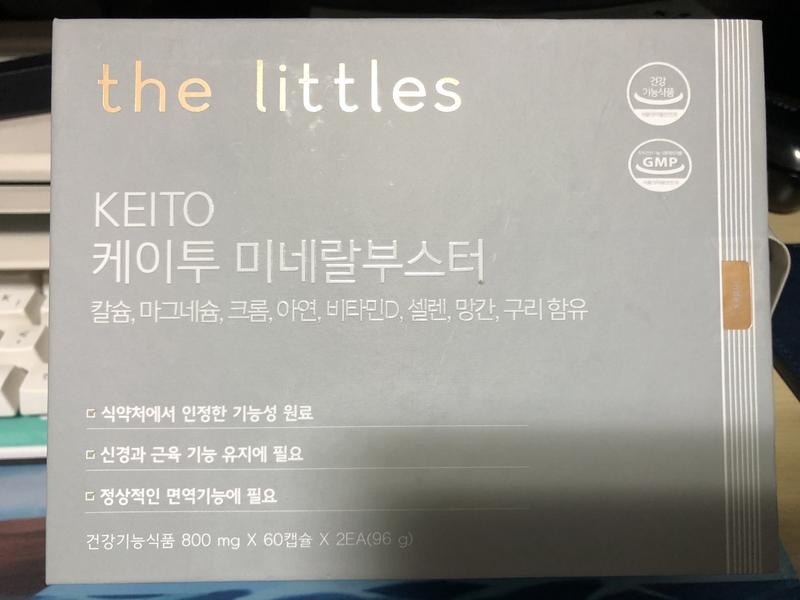 the littles
건강
기능식품
GMP
KEITO
케이투 미네랄부스터
칼슘, 마그네슘, 크롬, 아연, 비타민D, 셀렌, 망간, 구리 함유
식약처에서 인정한 기능성 원료
신경과 근육 기능 유지에 필요
정상적인 면역기능에 필요
건강기능식품 800 mg X 60캡슐 X 2EA(96 g)